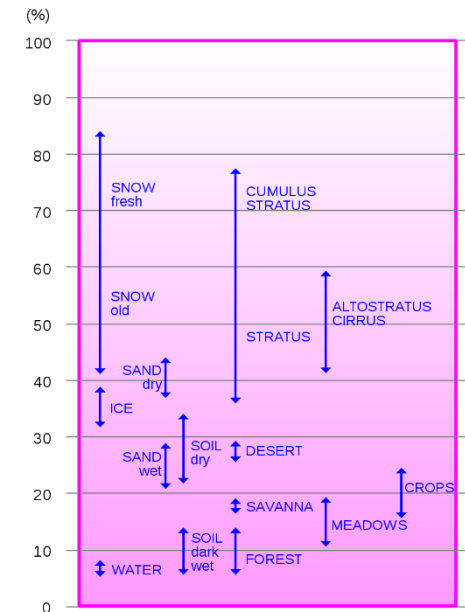 (%)
100
90
80
70
60
50
40
30
20
10
0
SNOW
fresh
CUMULUS
STRATUS
SNOW
old
ALTOSTRATUS
CIRRUS
STRATUS
SAND
dry
ICE
SOIL
dry
DESERT
SAND
wet
CROPS
SAVANNA
MEADOWS
SOIL
dark
wet
FOREST
WATER